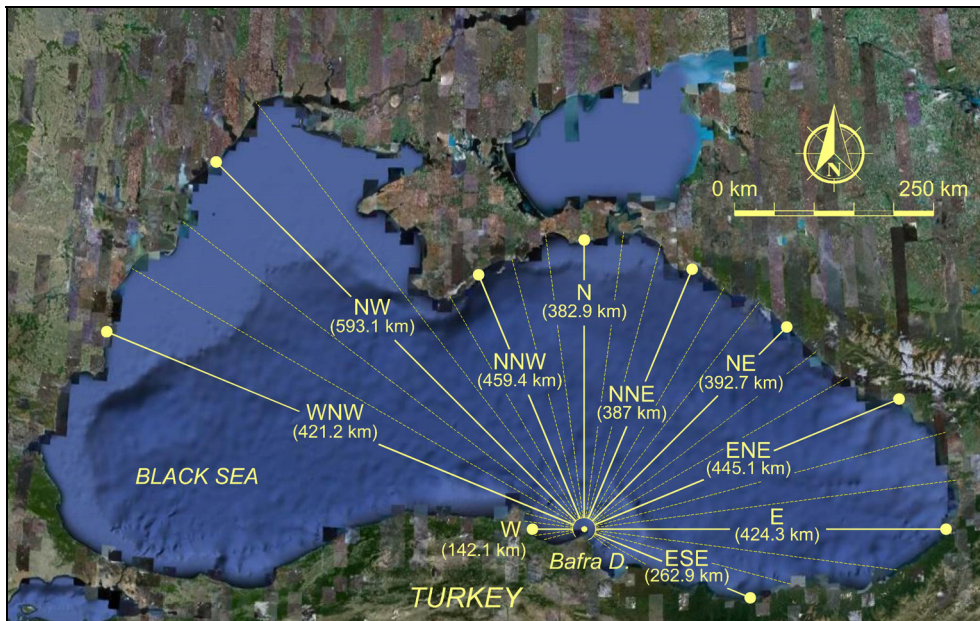 0 km 250 km
N
NW
(593.1 km)
N
(382.9 km)
NNW
(459.4 km)
NNE
(387 km)
NE
(392.7 km)
WNW
(421.2 km)
ENE
(445.1 km)
BLACK SEA
W
(142.1 km)
E
(424.3 km)
Bafra D.
ESE
(262.9 km)
TURKEY